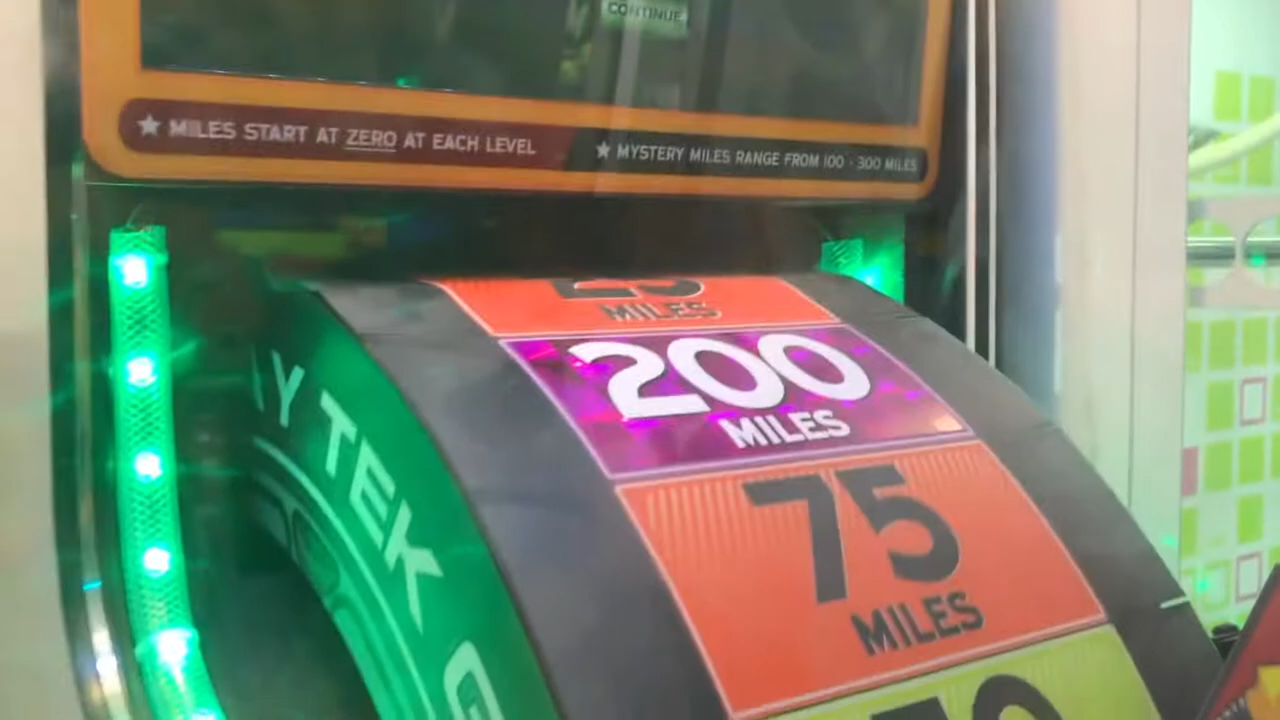 CONTINUE
★ MILES START AT ZERO AT EACH LEVEL
★ MYSTERY MILES RANGE FROM 100 - 300 MILES
MILES
200
MILES
75
MILES
Y TEK G